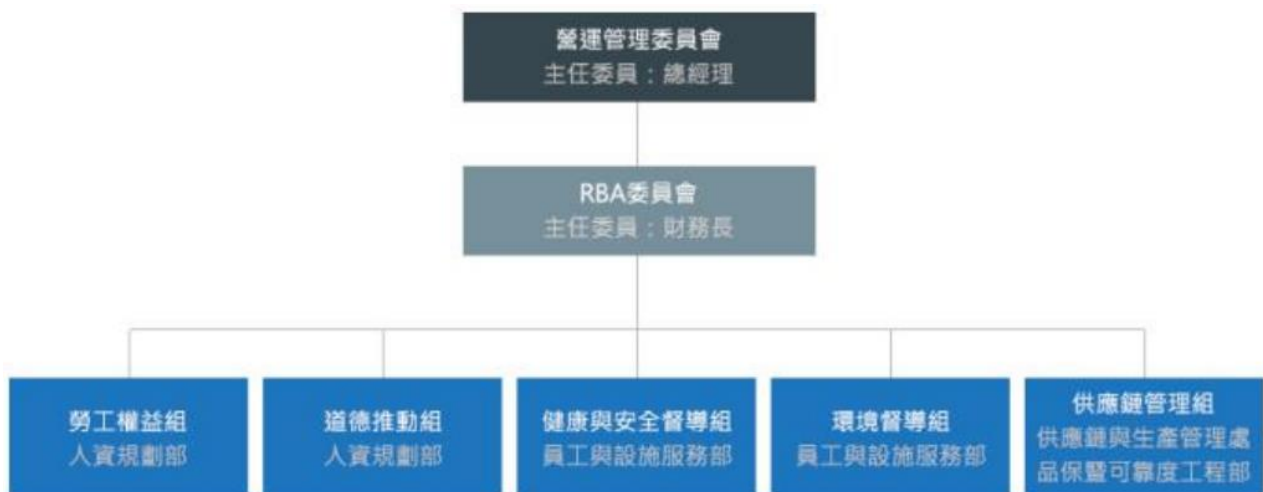 營運管理委員會
主任委員：總經理
RBA委員會
主任委員：財務長
勞工權益組
人資規劃部
道德推動組
人資規劃部
健康與安全督導組
員工與設施服務部
環境督導組
員工與設施服務部
供應鏈管理組
供應鏈與生產管理處
品保暨可靠度工程部